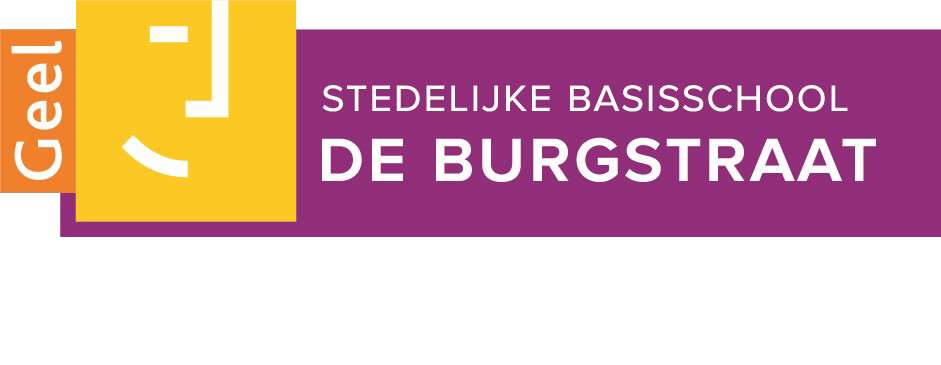 Geel
STEDELIJKE BASISSCHOOL
DE BURGSTRAAT